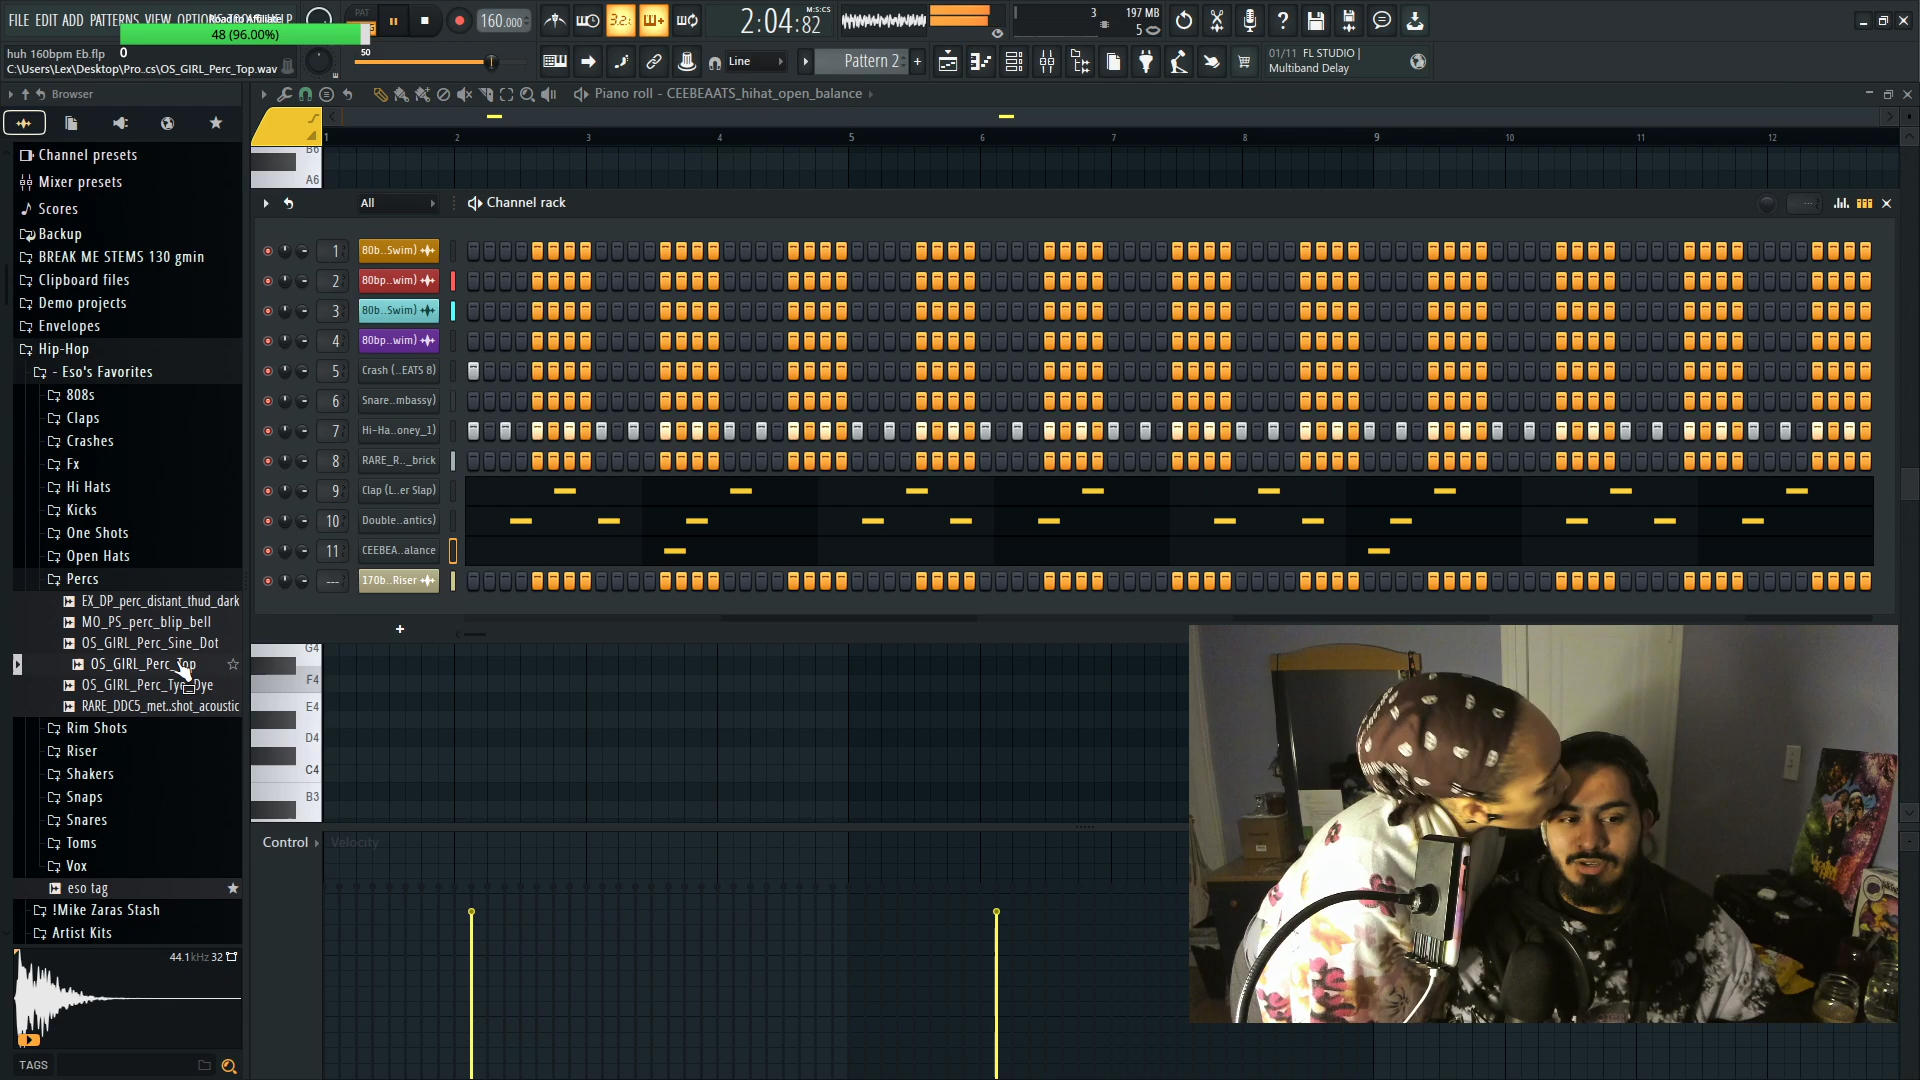 FILE EDIT ADD PATTERNS VIEW
Road to Affiliate!
48 (96.00%)
0
50
PAT
3.2.
160.000
2:04:82
M:S:CS
3
197 MB
5
huh 160bpm Eb.flp
C:\Users\Lex\Desktop\Pro.cs\OS_GIRL_Perc_Top.wav
Line
Pattern 2
+
01/11 FL STUDIO |
Multiband Delay
Browser
Piano roll - CEEBEAATS_hihat_open_balance
1 2 3 4 5 6 7 8 9 10 11 12
B6
A6
Channel presets
Mixer presets
Scores
Backup
BREAK ME STEMS 130 gmin
Clipboard files
Demo projects
Envelopes
Hip-Hop
- Eso's Favorites
808s
Claps
Crashes
Fx
Hi Hats
Kicks
One Shots
Open Hats
Percs
EX_DP_perc_distant_thud_dark
MO_PS_perc_blip_bell
OS_GIRL_Perc_Sine_Dot
OS_GIRL_Perc_Top
OS_GIRL_Perc_Tye_Dye
RARE_DDC5_met..shot_acoustic
Rim Shots
Riser
Shakers
Snaps
Snares
Toms
Vox
eso tag
!Mike Zaras Stash
Artist Kits
44.1kHz 32
TAGS
All
Channel rack
1 80b..Swim)
2 80bp..wim)
3 80b..Swim)
4 80bp..wim)
5 Crash (..EATS 8)
6 Snare..mbassy)
7 Hi-Ha..oney_1)
8 RARE_R.._brick
9 Clap (L..er Slap)
10 Double..antics)
11 CEEBEA..alance
--- 170b..Riser
+
G4
F4
E4
D4
C4
B3
Control
Velocity